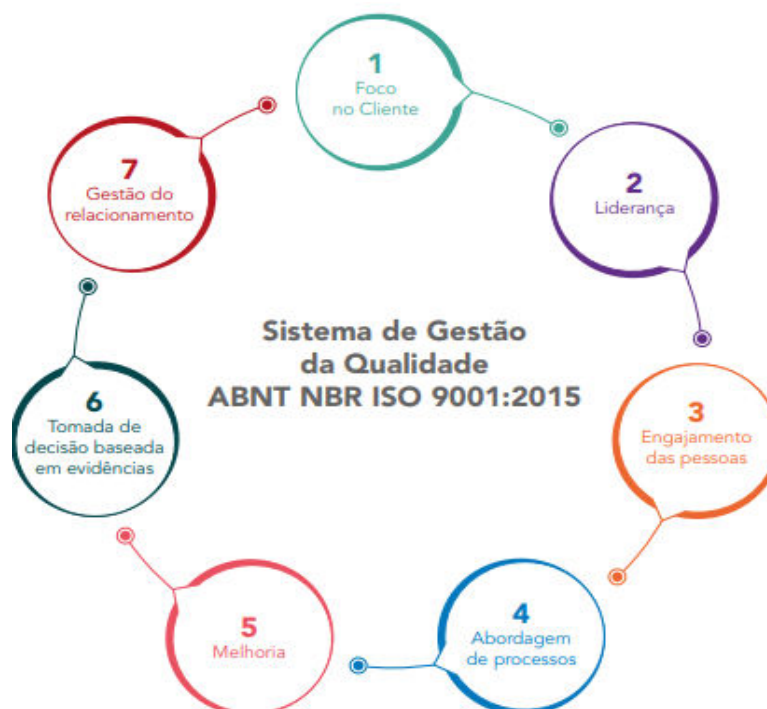 1
Foco
no Cliente
2
Liderança
3
Engajamento
das pessoas
4
Abordagem
de processos
5
Melhoria
6
Tomada de
decisão baseada
em evidências
7
Gestão do
relacionamento
Sistema de Gestão
da Qualidade
ABNT NBR ISO 9001:2015